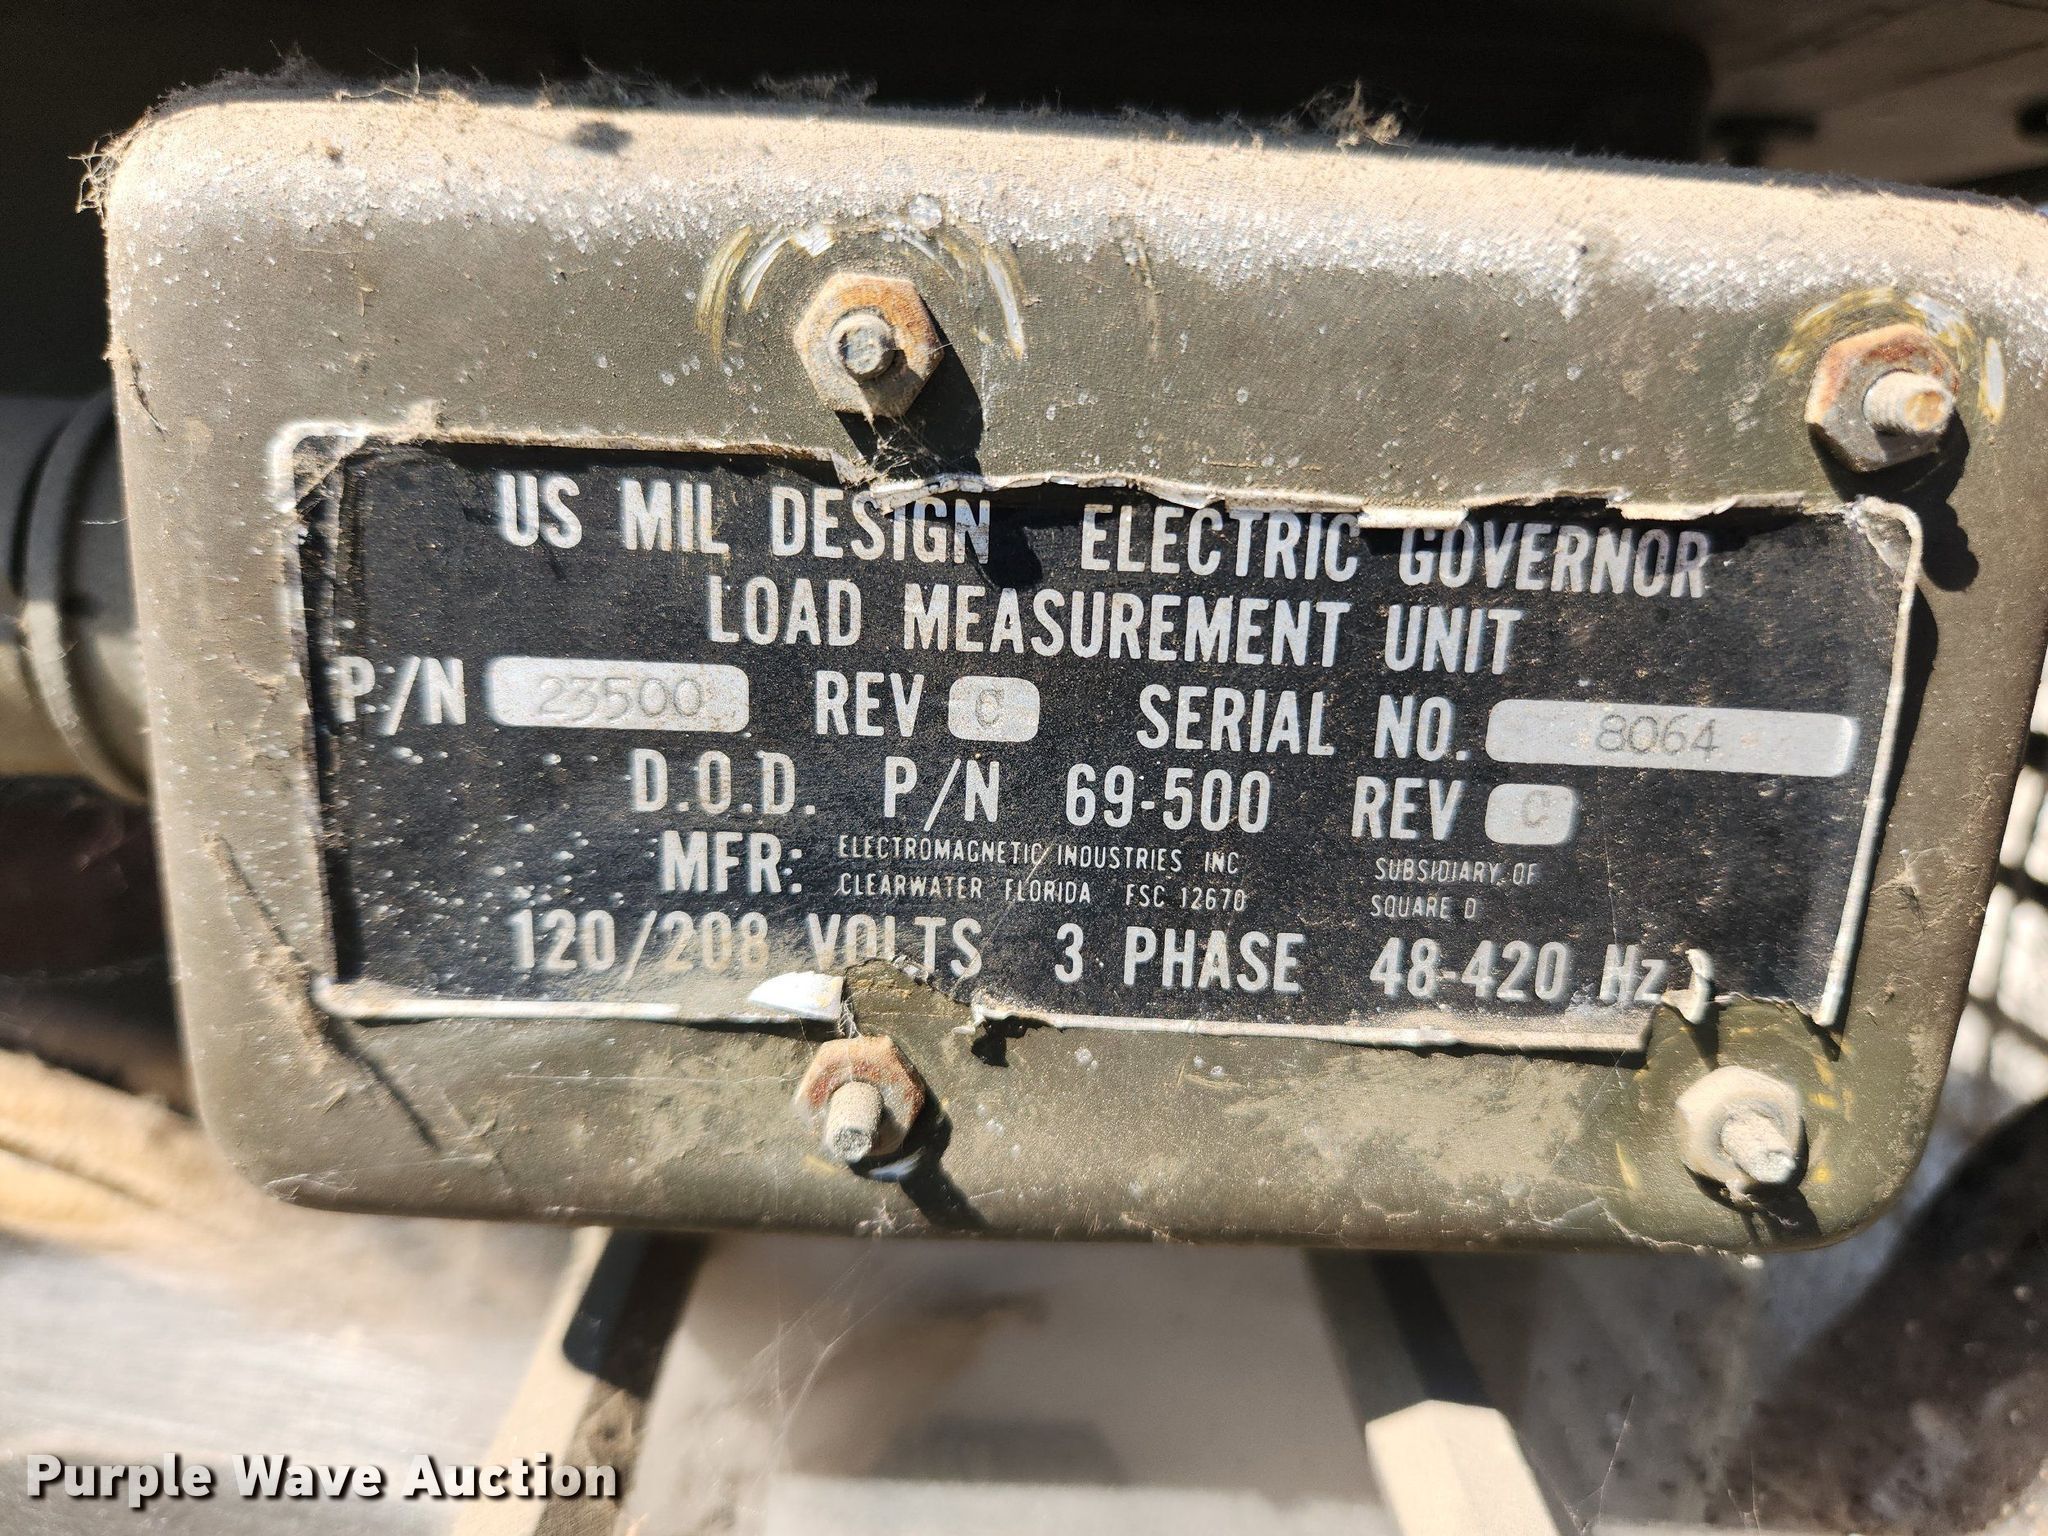 US MIL DESIGN ELECTRIC GOVERNOR
LOAD MEASUREMENT UNIT
P/N 23500 REV C SERIAL NO. 8064
D.O.D. P/N 69-500 REV C
MFR: ELECTROMAGNETIC INDUSTRIES INC SUBSIDIARY OF
CLEARWATER FLORIDA FSC 12670 SQUARE D
120/208 VOLTS 3 PHASE 48-420 Hz
Purple Wave Auction